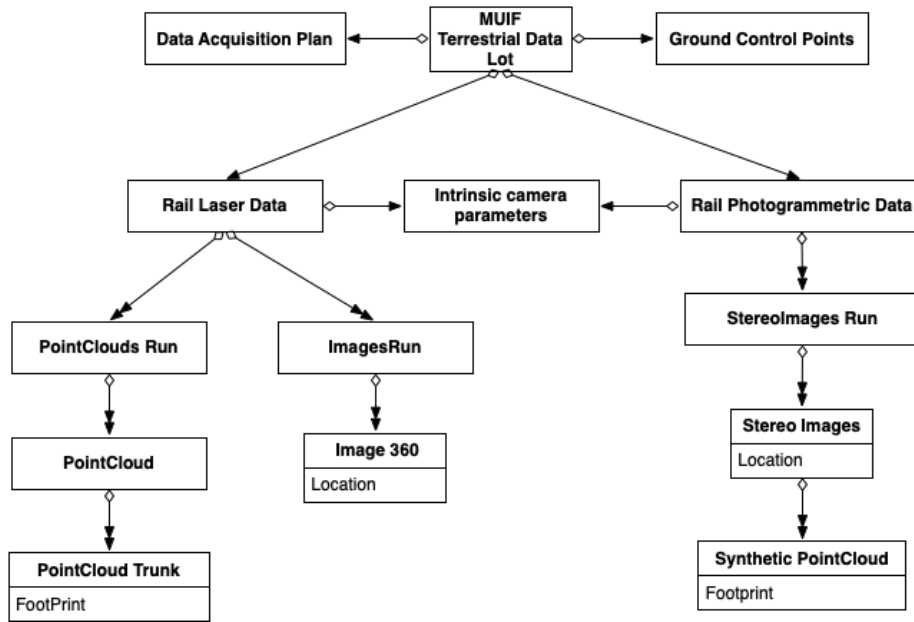 Data Acquisition Plan
MUIF
Terrestrial Data
Lot
Ground Control Points
Rail Laser Data
Intrinsic camera
parameters
Rail Photogrammetric Data
PointClouds Run
ImagesRun
StereoImages Run
PointCloud
Image 360
Location
Stereo Images
Location
PointCloud Trunk
FootPrint
Synthetic PointCloud
Footprint